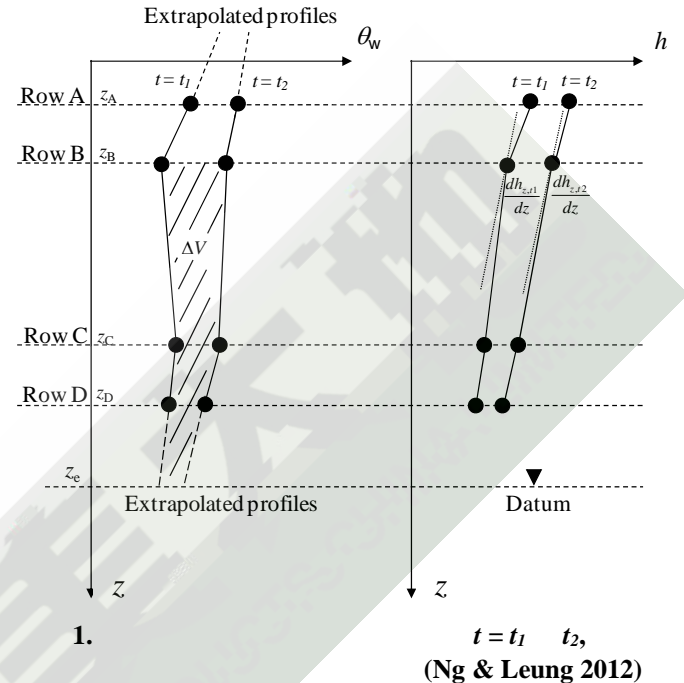 Extrapolated profiles
θw
h
t = t1
t = t2
t = t1
t = t2
Row A
zA
Row B
zB
dhz,t1
dz
dhz,t2
dz
ΔV
Row C
zC
Row D
zD
ze
Extrapolated profiles
Datum
z
z
1.
t = t1 t2,
(Ng & Leung 2012)